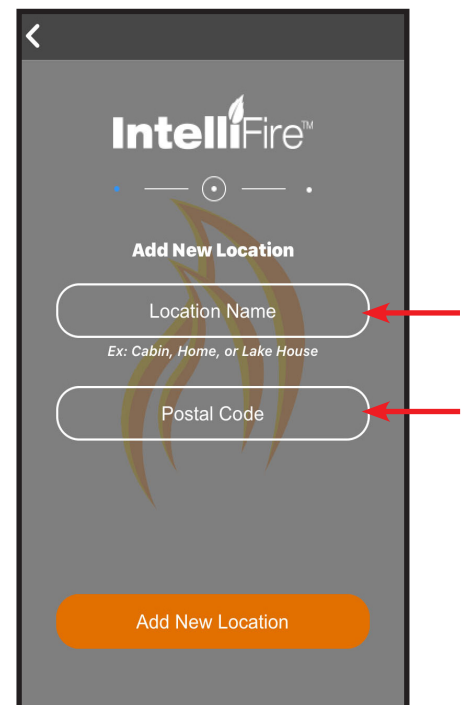 IntelliFire™
Add New Location
Location Name
Ex: Cabin, Home, or Lake House
Postal Code
Add New Location